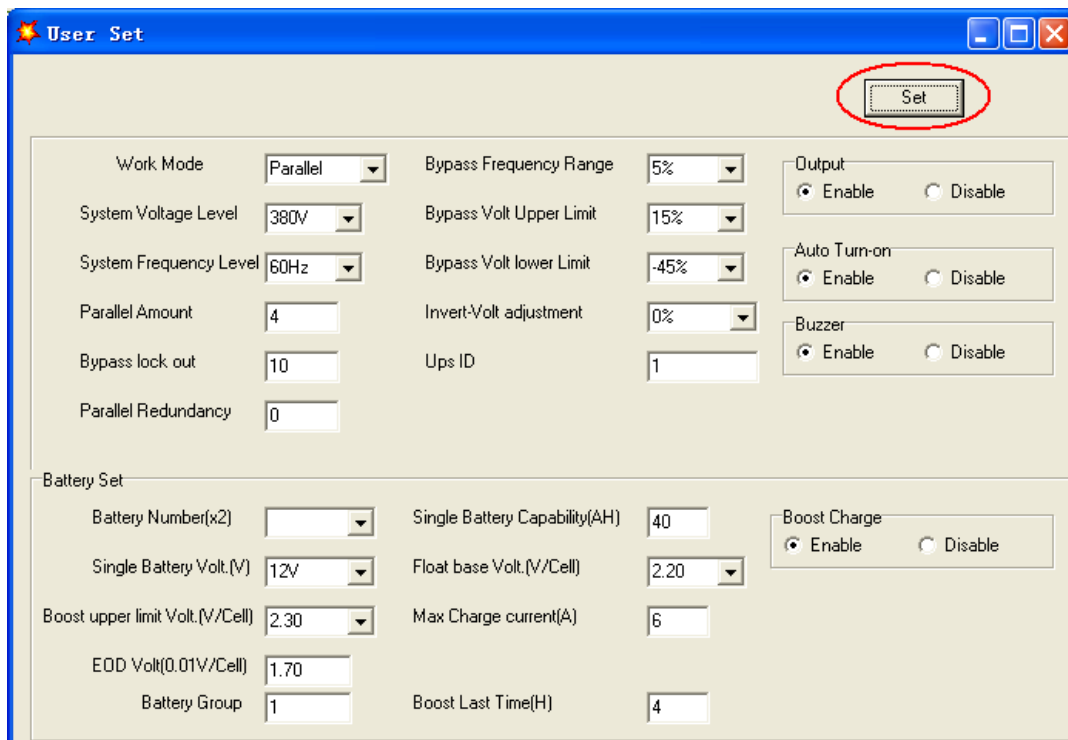 User Set
Set
Work Mode Parallel Bypass Frequency Range 5% Output
Enable Disable
System Voltage Level 380V Bypass Volt Upper Limit 15%
System Frequency Level 60Hz Bypass Volt lower Limit -45% Auto Turn-on
Enable Disable
Parallel Amount 4 Invert-Volt adjustment 0% Buzzer
Enable Disable
Bypass lock out 10 Ups ID 1
Parallel Redundancy 0
Battery Set
Battery Number(x2) Single Battery Capability(AH) 40 Boost Charge
Enable Disable
Single Battery Volt.(V) 12V Float base Volt.(V/Cell) 2.20
Boost upper limit Volt.(V/Cell) 2.30 Max Charge current(A) 6
EOD Volt(0.01V/Cell) 1.70
Battery Group 1 Boost Last Time(H) 4